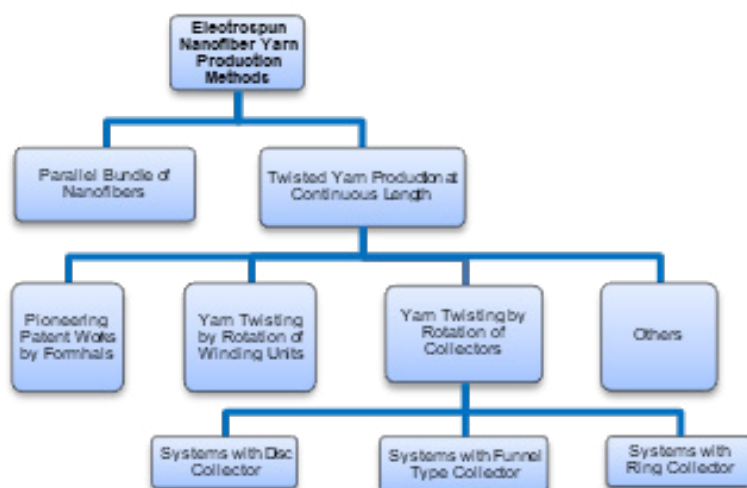 Electrospun
Nanofiber Yarn
Production
Methods
Parallel Bundle of
Nanofibers
Twisted Yarn Production at
Continuous Length
Pioneering
Patent Works
by Formhals
Yarn Twisting
by Rotation of
Winding Units
Yarn Twisting by
Rotation of
Collectors
Others
Systems with Disc
Collector
Systems with Funnel
Type Collector
Systems with
Ring Collector